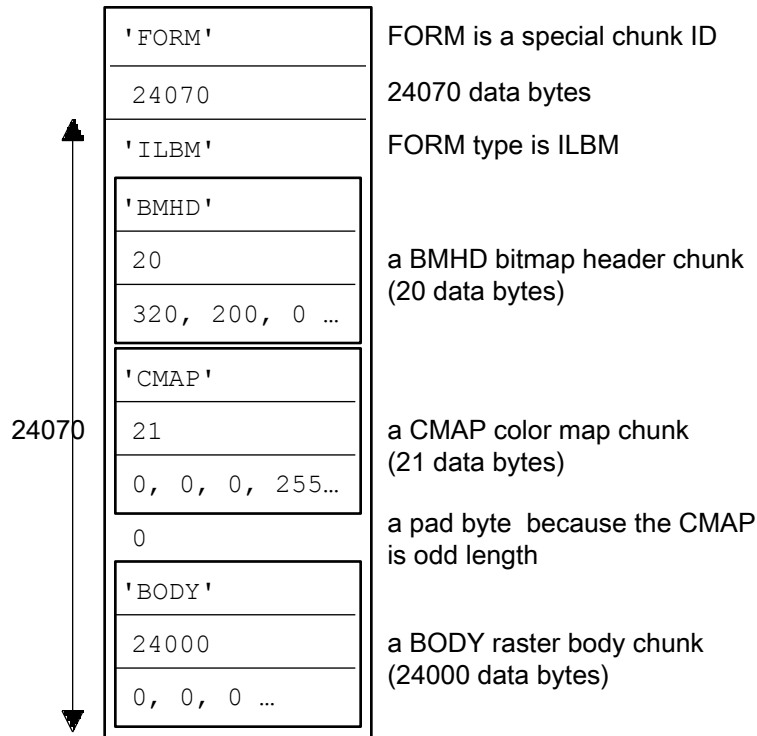 'FORM' FORM is a special chunk ID
24070 24070 data bytes
'ILBM' FORM type is ILBM
'BMHD'
20 a BMHD bitmap header chunk
(20 data bytes)
320, 200, 0 …
'CMAP'
24070 21 a CMAP color map chunk
(21 data bytes)
0, 0, 0, 255…
0 a pad byte because the CMAP
is odd length
'BODY'
24000 a BODY raster body chunk
(24000 data bytes)
0, 0, 0 …